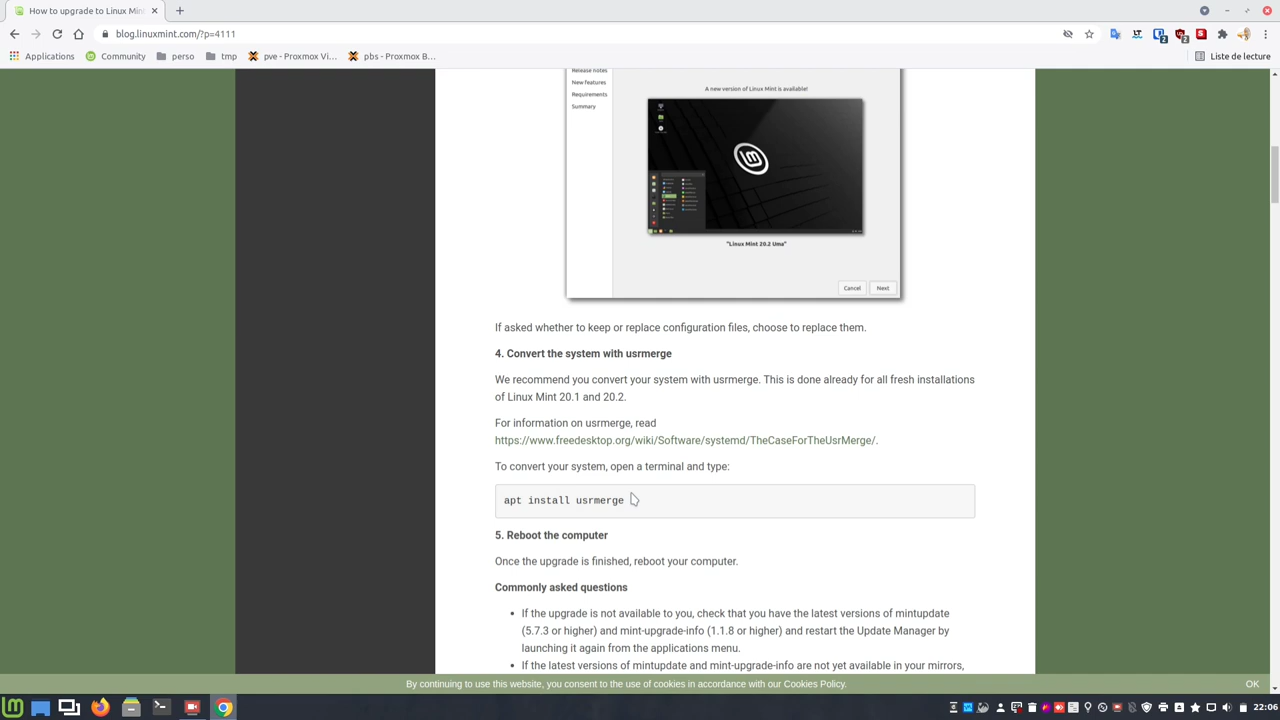 How to upgrade to Linux Min
blog.linuxmint.com/?p=4111
Applications
Community
perso
tmp
pve - Proxmox Vi...
pbs - Proxmox B...
Liste de lecture
Release notes
New features
Requirements
Summary
A new version of Linux Mint is available!
"Linux Mint 20.2 Uma"
Cancel
Next
If asked whether to keep or replace configuration files, choose to replace them.
4. Convert the system with usrmerge
We recommend you convert your system with usrmerge. This is done already for all fresh installations
of Linux Mint 20.1 and 20.2.
For information on usrmerge, read
https://www.freedesktop.org/wiki/Software/systemd/TheCaseForTheUsrMerge/.
To convert your system, open a terminal and type:
apt install usrmerge
5. Reboot the computer
Once the upgrade is finished, reboot your computer.
Commonly asked questions
• If the upgrade is not available to you, check that you have the latest versions of mintupdate
(5.7.3 or higher) and mint-upgrade-info (1.1.8 or higher) and restart the Update Manager by
launching it again from the applications menu.
• If the latest versions of mintupdate and mint-upgrade-info are not yet available in your mirrors,
By continuing to use this website, you consent to the use of cookies in accordance with our Cookies Policy.
OK
22:06